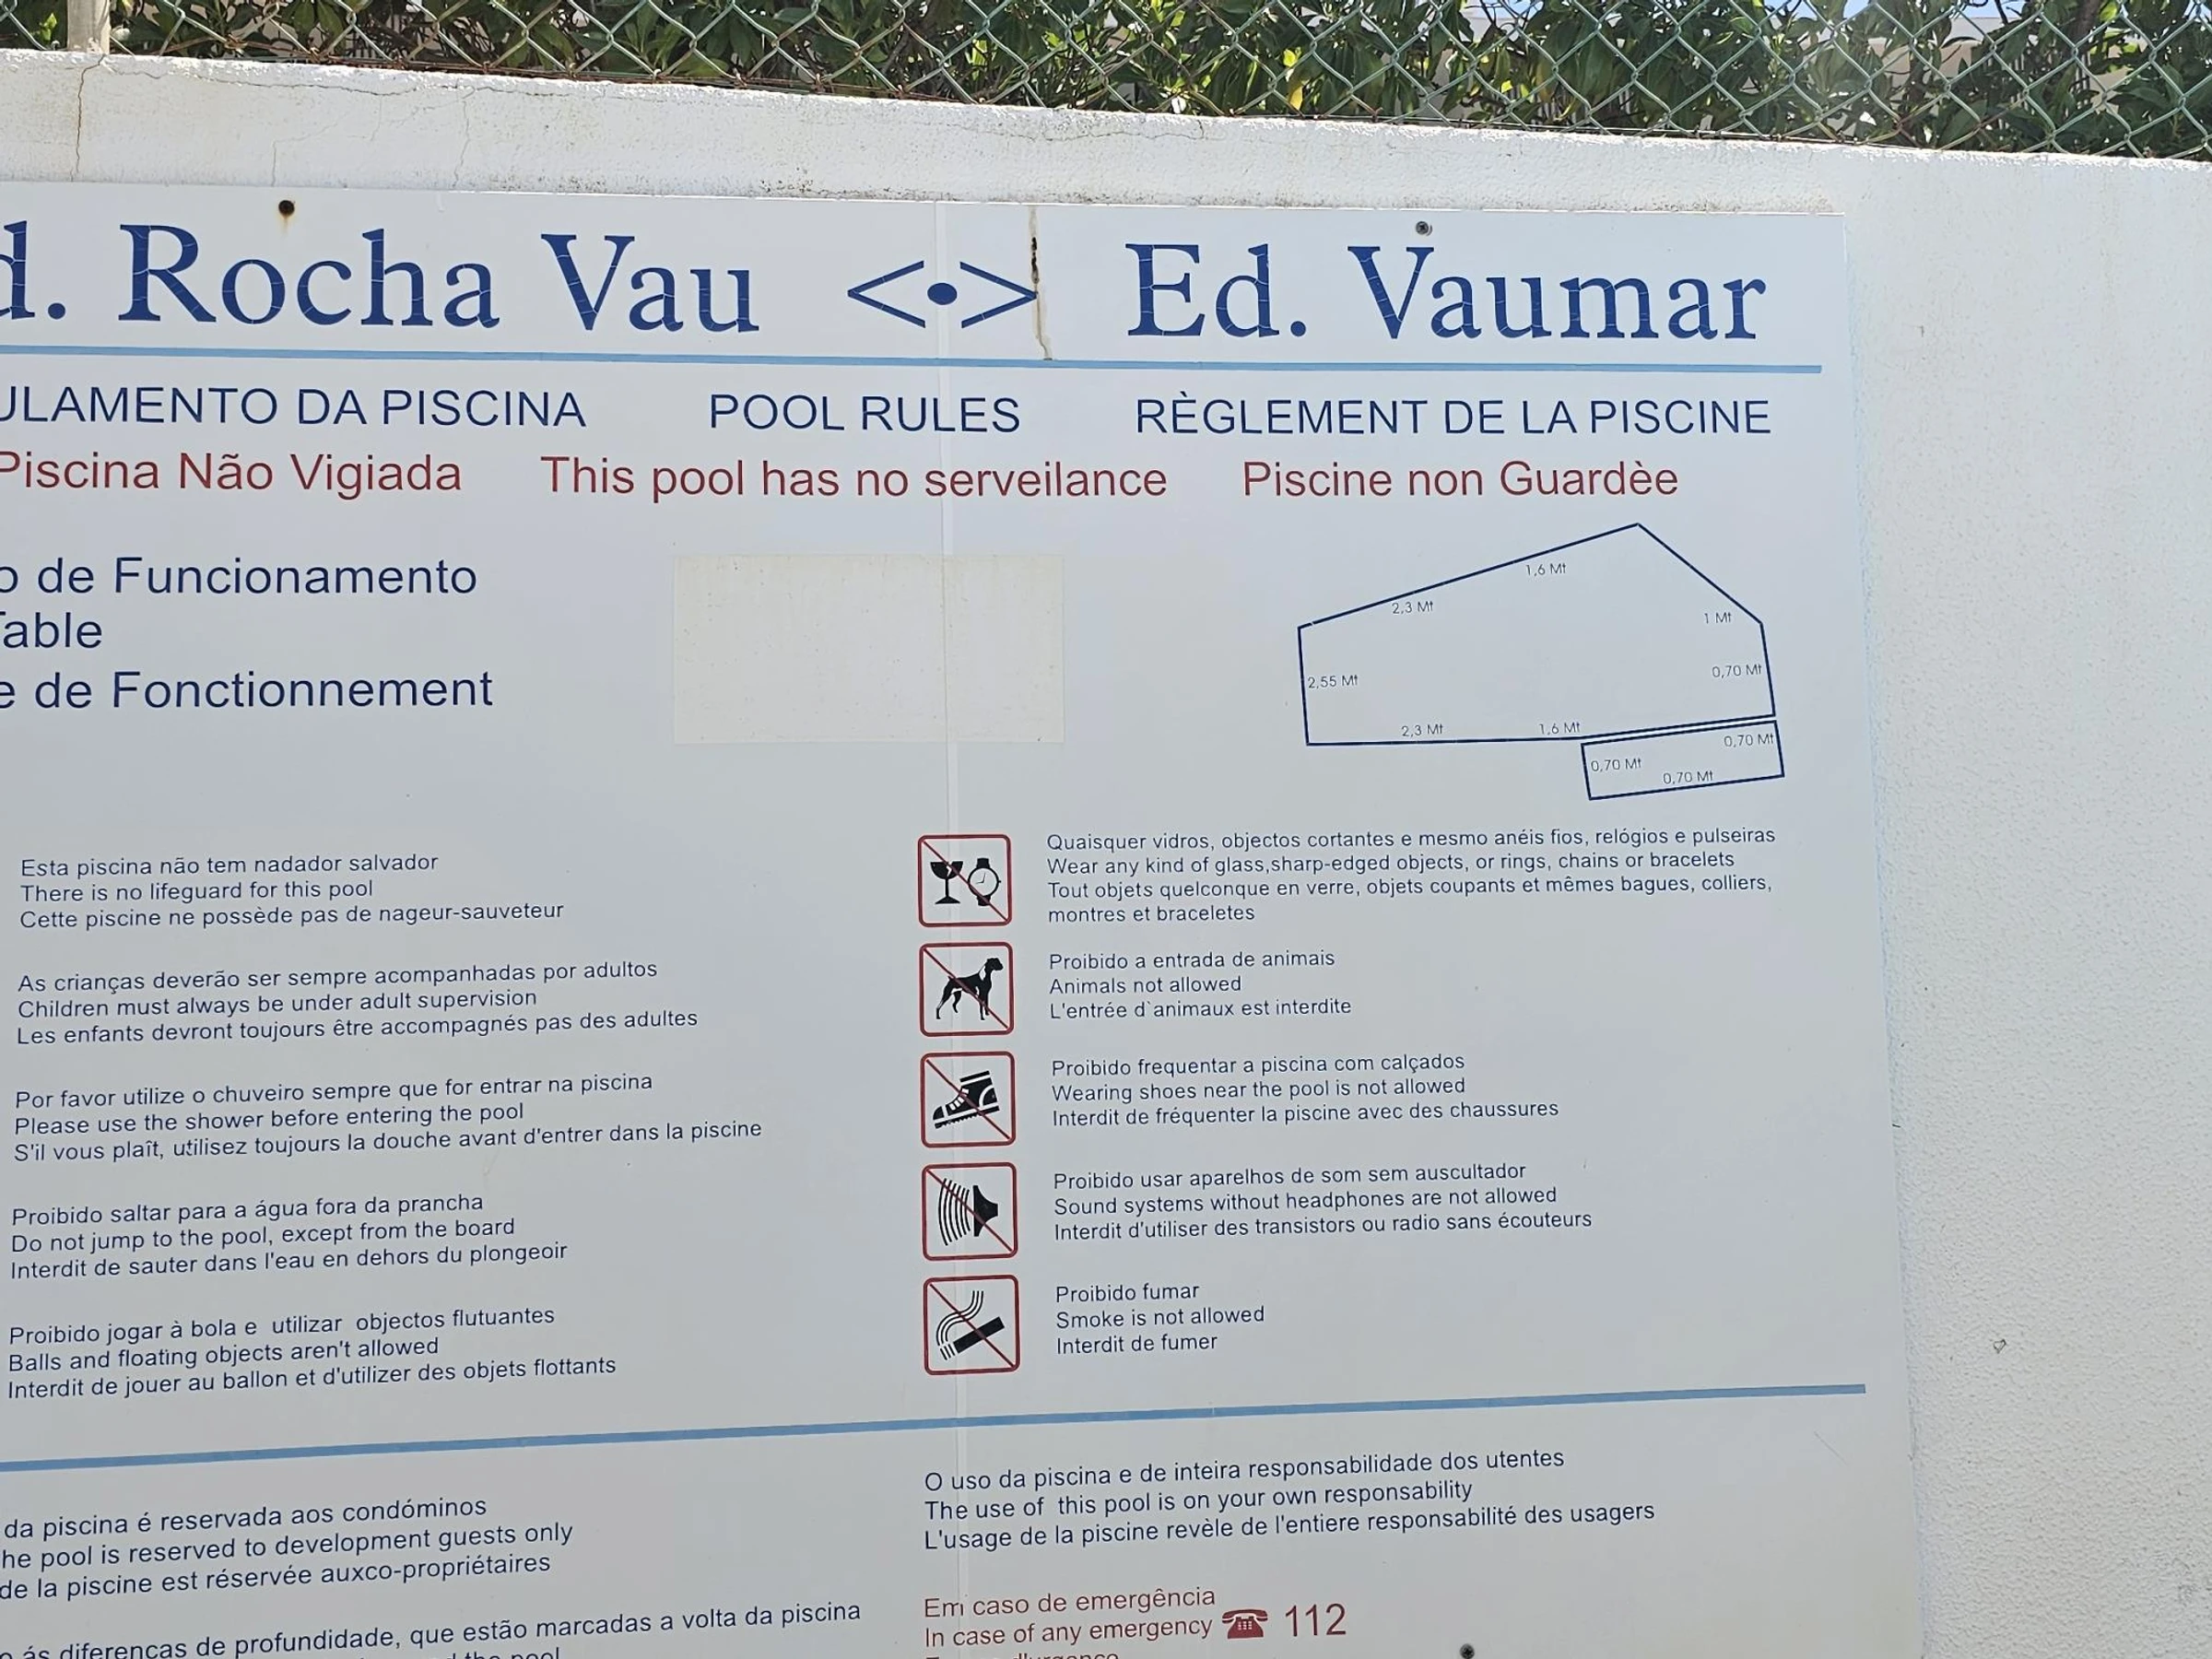 d. Rocha Vau <•> Ed. Vaumar
ULAMENTO DA PISCINA POOL RULES RÈGLEMENT DE LA PISCINE
Piscina Não Vigiada This pool has no serveilance Piscine non Guardèe
o de Funcionamento
Table
e de Fonctionnement
1,6 Mt
2,3 Mt
1 Mt
0,70 Mt
2,55 Mt
2,3 Mt
1,6 Mt
0,70 Mt
0,70 Mt
0,70 Mt
Esta piscina não tem nadador salvador
There is no lifeguard for this pool
Cette piscine ne possède pas de nageur-sauveteur
As crianças deverão ser sempre acompanhadas por adultos
Children must always be under adult supervision
Les enfants devront toujours être accompagnés pas des adultes
Por favor utilize o chuveiro sempre que for entrar na piscina
Please use the shower before entering the pool
S'il vous plaît, utilisez toujours la douche avant d'entrer dans la piscine
Proibido saltar para a água fora da prancha
Do not jump to the pool, except from the board
Interdit de sauter dans l'eau en dehors du plongeoir
Proibido jogar à bola e utilizar objectos flutuantes
Balls and floating objects aren't allowed
Interdit de jouer au ballon et d'utilizer des objets flottants
Quaisquer vidros, objectos cortantes e mesmo anéis fios, relógios e pulseiras
Wear any kind of glass,sharp-edged objects, or rings, chains or bracelets
Tout objets quelconque en verre, objets coupants et mêmes bagues, colliers,
montres et braceletes
Proibido a entrada de animais
Animals not allowed
L'entrée d`animaux est interdite
Proibido frequentar a piscina com calçados
Wearing shoes near the pool is not allowed
Interdit de fréquenter la piscine avec des chaussures
Proibido usar aparelhos de som sem auscultador
Sound systems without headphones are not allowed
Interdit d'utiliser des transistors ou radio sans écouteurs
Proibido fumar
Smoke is not allowed
Interdit de fumer
da piscina é reservada aos condóminos
he pool is reserved to development guests only
de la piscine est réservée auxco-propriétaires
ás diferenças de profundidade, que estão marcadas a volta da piscina
the pool
O uso da piscina e de inteira responsabilidade dos utentes
The use of this pool is on your own responsability
L'usage de la piscine revèle de l'entiere responsabilité des usagers
Em caso de emergência
In case of any emergency 112